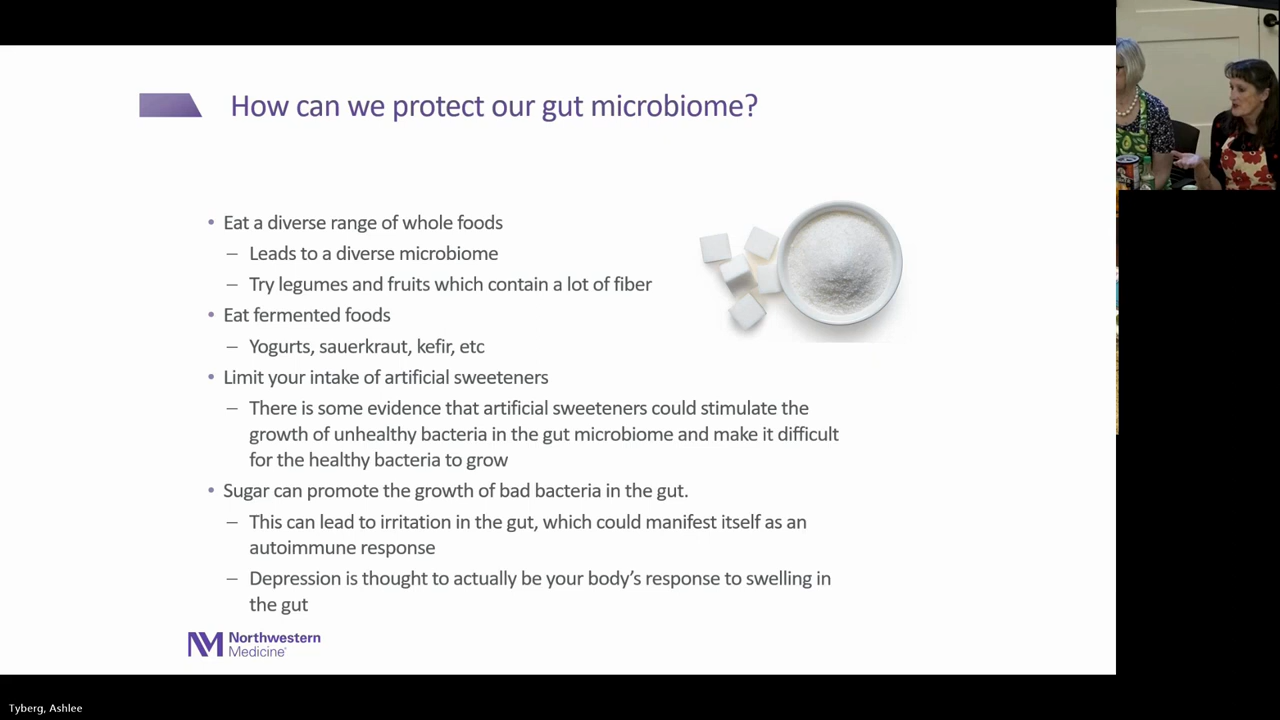 How can we protect our gut microbiome?
• Eat a diverse range of whole foods
– Leads to a diverse microbiome
– Try legumes and fruits which contain a lot of fiber
• Eat fermented foods
– Yogurts, sauerkraut, kefir, etc
• Limit your intake of artificial sweeteners
– There is some evidence that artificial sweeteners could stimulate the
growth of unhealthy bacteria in the gut microbiome and make it difficult
for the healthy bacteria to grow
• Sugar can promote the growth of bad bacteria in the gut.
– This can lead to irritation in the gut, which could manifest itself as an
autoimmune response
– Depression is thought to actually be your body’s response to swelling in
the gut
Northwestern
Medicine
Tyberg, Ashlee